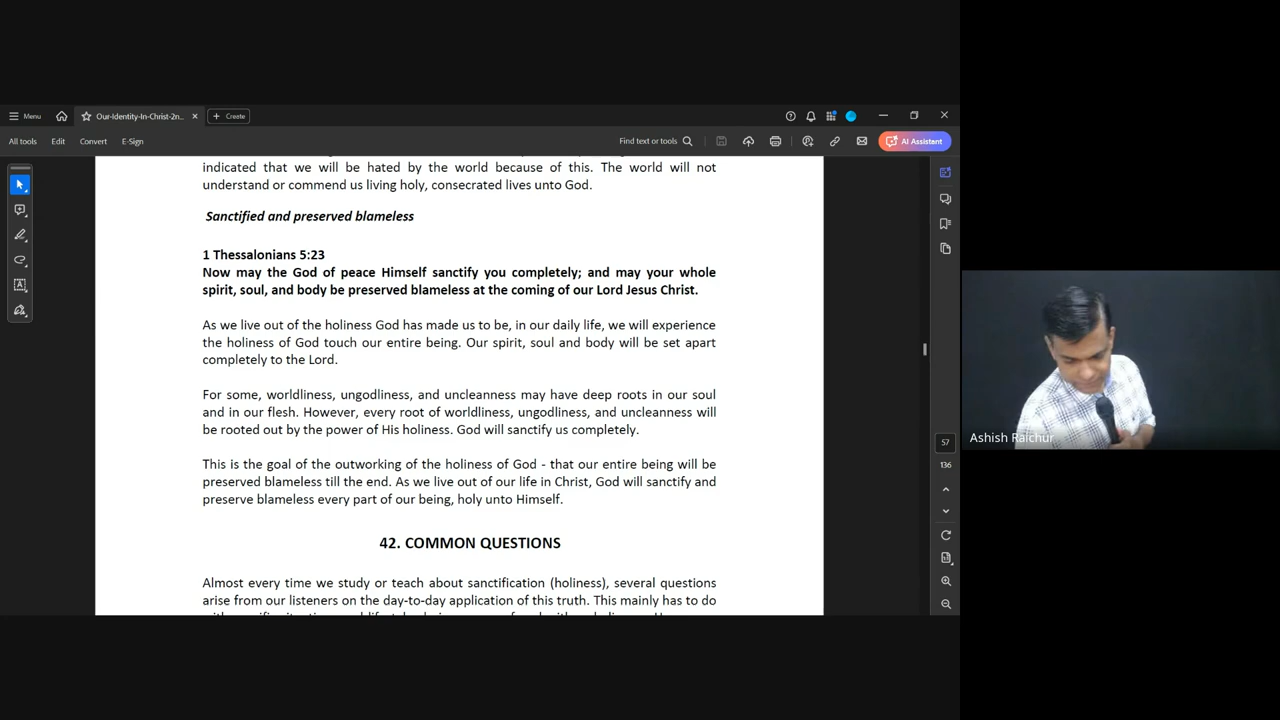 Menu
Our-Identity-In-Christ-2n...
Create
All tools
Edit
Convert
E-Sign
Find text or tools
AI Assistant
indicated that we will be hated by the world because of this. The world will not
understand or commend us living holy, consecrated lives unto God.
Sanctified and preserved blameless
1 Thessalonians 5:23
Now may the God of peace Himself sanctify you completely; and may your whole
spirit, soul, and body be preserved blameless at the coming of our Lord Jesus Christ.
As we live out of the holiness God has made us to be, in our daily life, we will experience
the holiness of God touch our entire being. Our spirit, soul and body will be set apart
completely to the Lord.
For some, worldliness, ungodliness, and uncleanness may have deep roots in our soul
and in our flesh. However, every root of worldliness, ungodliness, and uncleanness will
be rooted out by the power of His holiness. God will sanctify us completely.
This is the goal of the outworking of the holiness of God - that our entire being will be
preserved blameless till the end. As we live out of our life in Christ, God will sanctify and
preserve blameless every part of our being, holy unto Himself.
42. COMMON QUESTIONS
Almost every time we study or teach about sanctification (holiness), several questions
arise from our listeners on the day-to-day application of this truth. This mainly has to do
57
136
Ashish Raichur